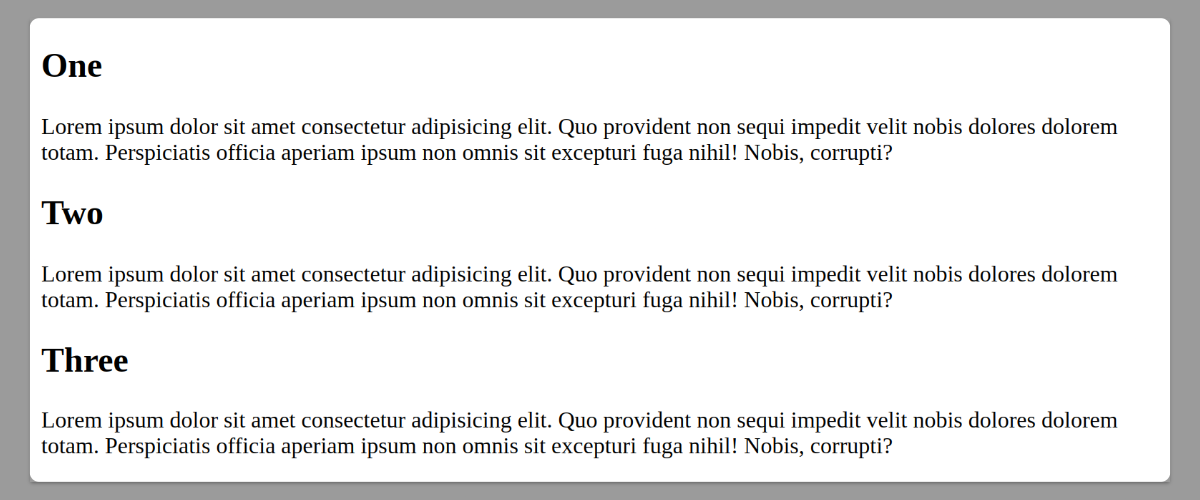 One
Lorem ipsum dolor sit amet consectetur adipisicing elit. Quo provident non sequi impedit velit nobis dolores dolorem
totam. Perspiciatis officia aperiam ipsum non omnis sit excepturi fuga nihil! Nobis, corrupti?
Two
Lorem ipsum dolor sit amet consectetur adipisicing elit. Quo provident non sequi impedit velit nobis dolores dolorem
totam. Perspiciatis officia aperiam ipsum non omnis sit excepturi fuga nihil! Nobis, corrupti?
Three
Lorem ipsum dolor sit amet consectetur adipisicing elit. Quo provident non sequi impedit velit nobis dolores dolorem
totam. Perspiciatis officia aperiam ipsum non omnis sit excepturi fuga nihil! Nobis, corrupti?